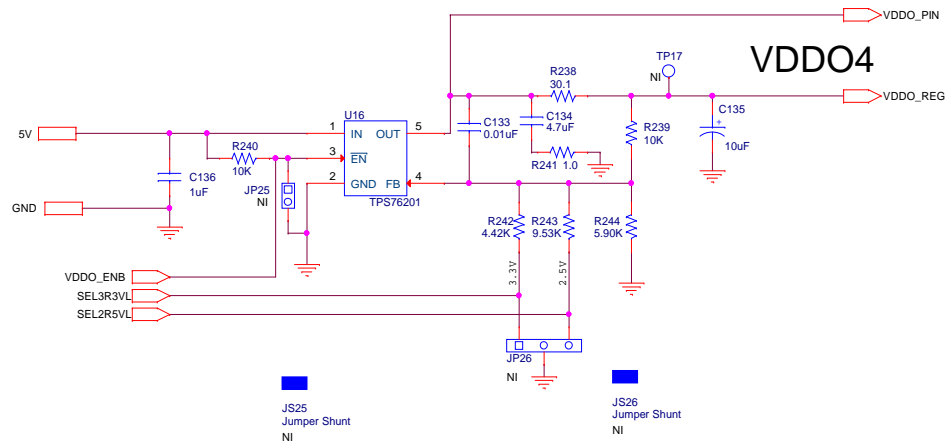 VDDO_PIN
VDDO4
TP17
NI
R238
30.1
VDDO_REG
C135
10uF
U16
C133
0.01uF
C134
4.7uF
R239
10K
5V
1
IN
OUT
5
R240
10K
3
EN
R241 1.0
C136
1uF
JP25
NI
2
GND
FB
4
TPS76201
GND
R242
4.42K
R243
9.53K
R244
5.90K
3.3V
2.5V
VDDO_ENB
SEL3R3VL
SEL2R5VL
JP26
NI
JS25
Jumper Shunt
NI
JS26
Jumper Shunt
NI
+